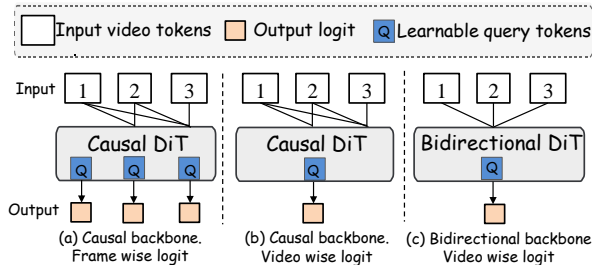 Input video tokens Output logit Q Learnable query tokens
Input 1 2 3 1 2 3 1 2 3
Causal DiT Causal DiT Bidirectional DiT
Q Q Q Q Q
Output
(a) Causal backbone. (b) Causal backbone. (c) Bidirectional backbone
Frame wise logit Video wise logit Video wise logit